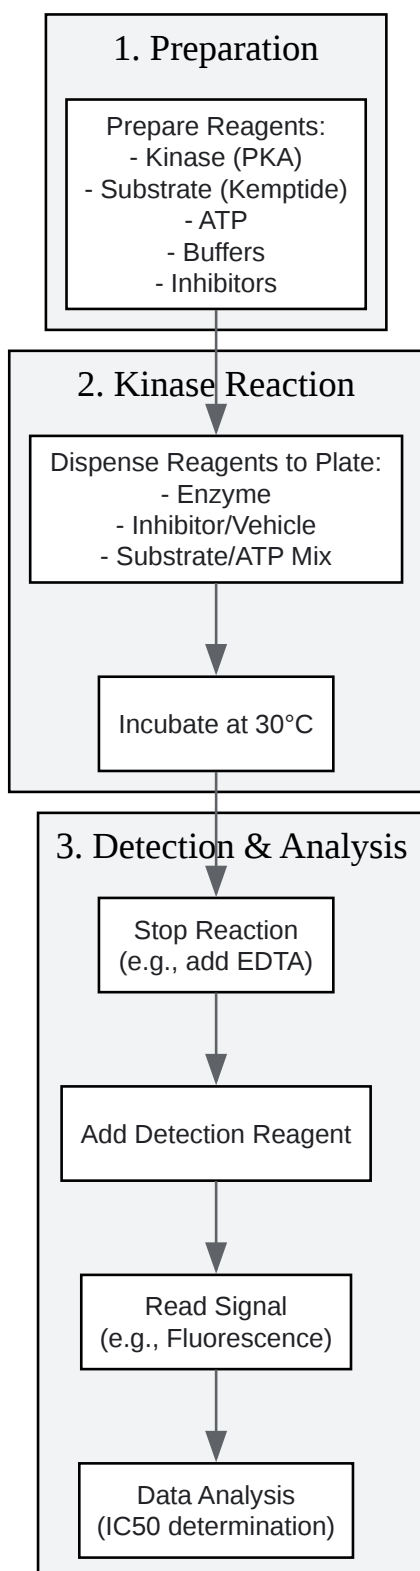 1. Preparation
Prepare Reagents:
- Kinase (PKA)
- Substrate (Kemptide)
- ATP
- Buffers
- Inhibitors
2. Kinase Reaction
Dispense Reagents to Plate:
- Enzyme
- Inhibitor/Vehicle
- Substrate/ATP Mix
Incubate at 30°C
3. Detection & Analysis
Stop Reaction
(e.g., add EDTA)
Add Detection Reagent
Read Signal
(e.g., Fluorescence)
Data Analysis
(IC50 determination)